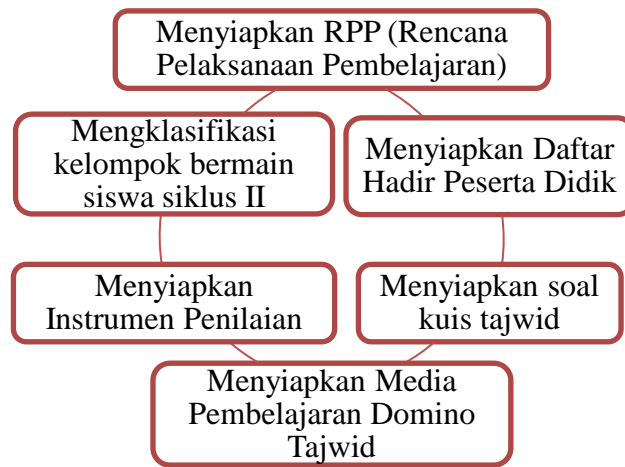 Menyiapkan RPP (Rencana
Pelaksanaan Pembelajaran)
Menyiapkan Daftar
Hadir Peserta Didik
Menyiapkan soal
kuis tajwid
Menyiapkan Media
Pembelajaran Domino
Tajwid
Menyiapkan
Instrumen Penilaian
Mengklasifikasi
kelompok bermain
siswa siklus II